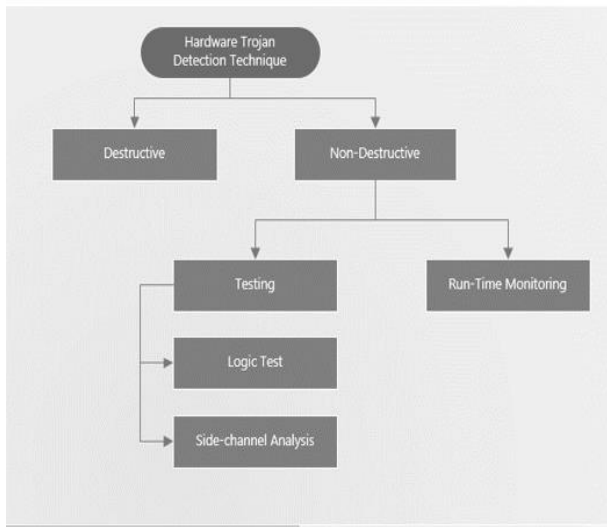 Hardware Trojan
Detection Technique
Destructive
Non-Destructive
Testing
Run-Time Monitoring
Logic Test
Side-channel Analysis